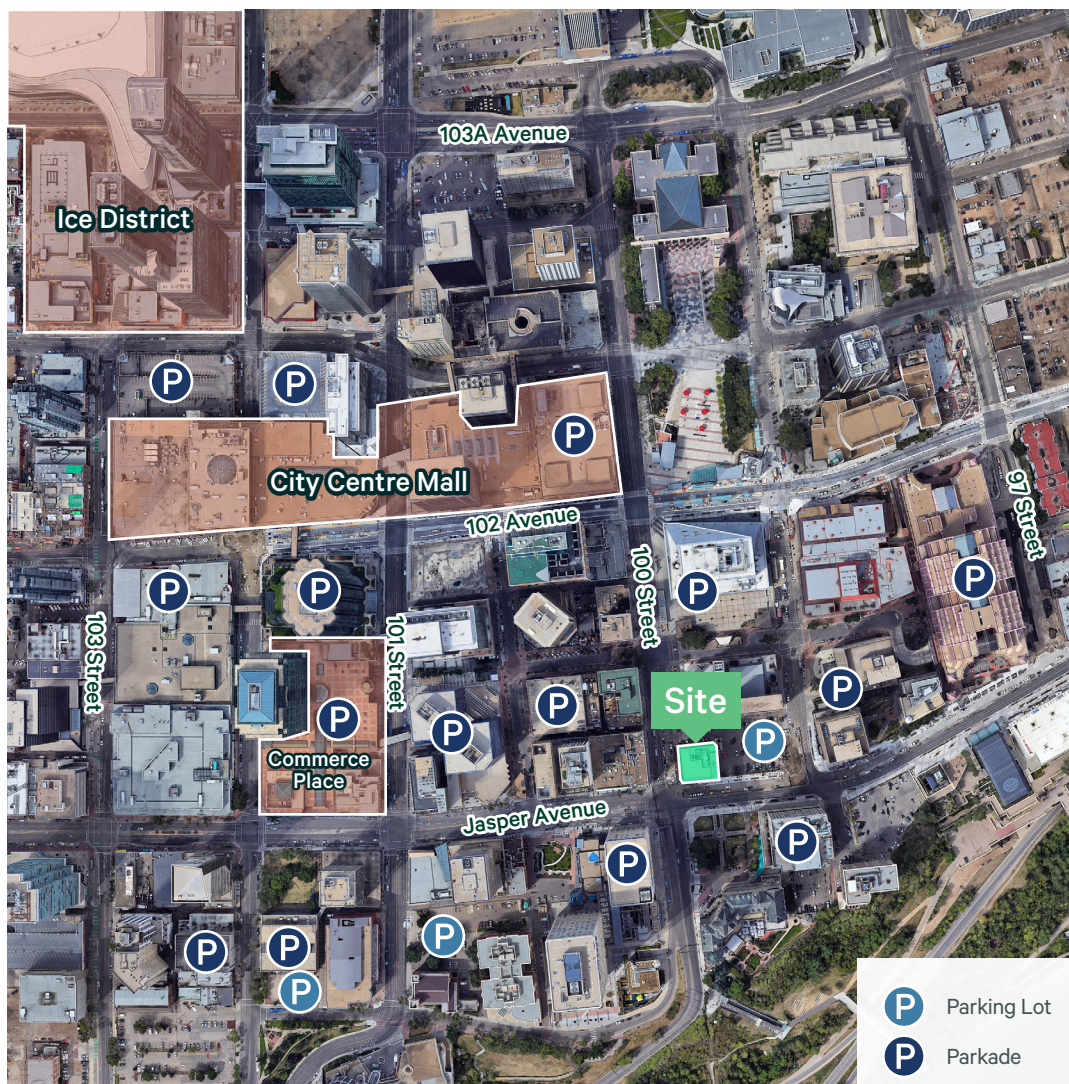 103A Avenue
Ice District
P
P
P
City Centre Mall
102 Avenue
97 Street
P
P
P
P
103 Street
101 Street
100 Street
P
Site
P
P
P
P
Commerce
Place
Jasper Avenue
P
P
P
P
P
P
P Parking Lot
P Parkade